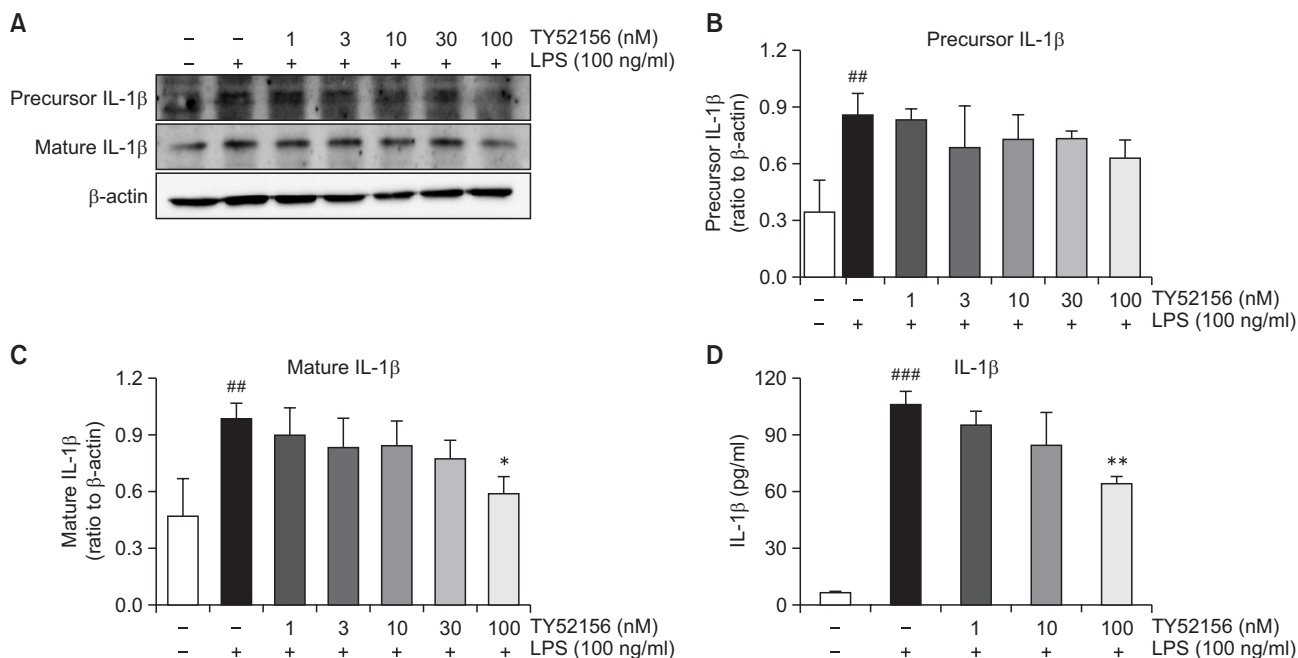 A
– – 1 3 10 30 100 TY52156 (nM)
– + + + + + + LPS (100 ng/ml)
Precursor IL-1β
Mature IL-1β
β-actin
B
Precursor IL-1β
Precursor IL-1β
(ratio to β-actin)
1.2
0.9
0.6
0.3
0.0
##
– – 1 3 10 30 100 TY52156 (nM)
– + + + + + + LPS (100 ng/ml)
C
Mature IL-1β
Mature IL-1β
(ratio to β-actin)
1.2
0.9
0.6
0.3
0.0
##
*
– – 1 3 10 30 100 TY52156 (nM)
– + + + + + + LPS (100 ng/ml)
D
IL-1β
IL-1β (pg/ml)
120
90
60
30
0
###
**
– – 1 10 100 TY52156 (nM)
– + + + + LPS (100 ng/ml)